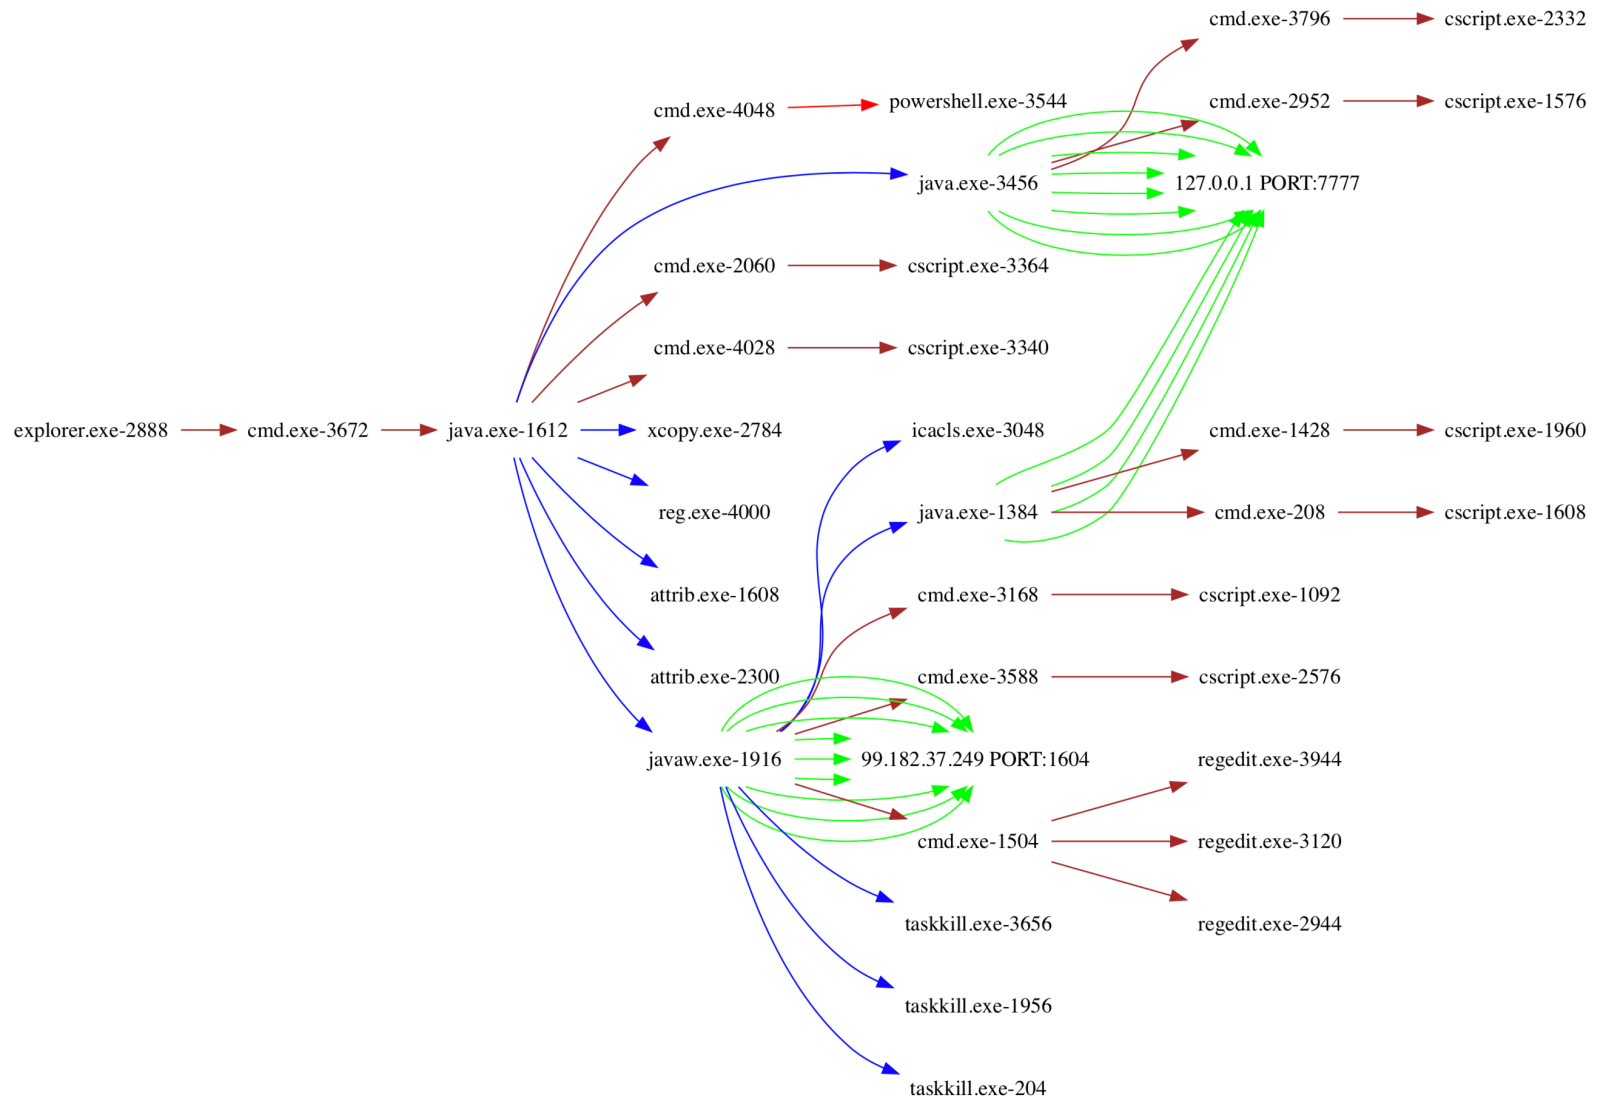 cmd.exe-3796 cscript.exe-2332
cmd.exe-4048 powershell.exe-3544 cmd.exe-2952 cscript.exe-1576
java.exe-3456 127.0.0.1 PORT:7777
cmd.exe-2060 cscript.exe-3364
cmd.exe-4028 cscript.exe-3340
explorer.exe-2888 cmd.exe-3672 java.exe-1612 xcopy.exe-2784 icacls.exe-3048 cmd.exe-1428 cscript.exe-1960
reg.exe-4000 java.exe-1384 cmd.exe-208 cscript.exe-1608
attrib.exe-1608 cmd.exe-3168 cscript.exe-1092
attrib.exe-2300 cmd.exe-3588 cscript.exe-2576
javaw.exe-1916 99.182.37.249 PORT:1604 regedit.exe-3944
cmd.exe-1504 regedit.exe-3120
taskkill.exe-3656 regedit.exe-2944
taskkill.exe-1956
taskkill.exe-204